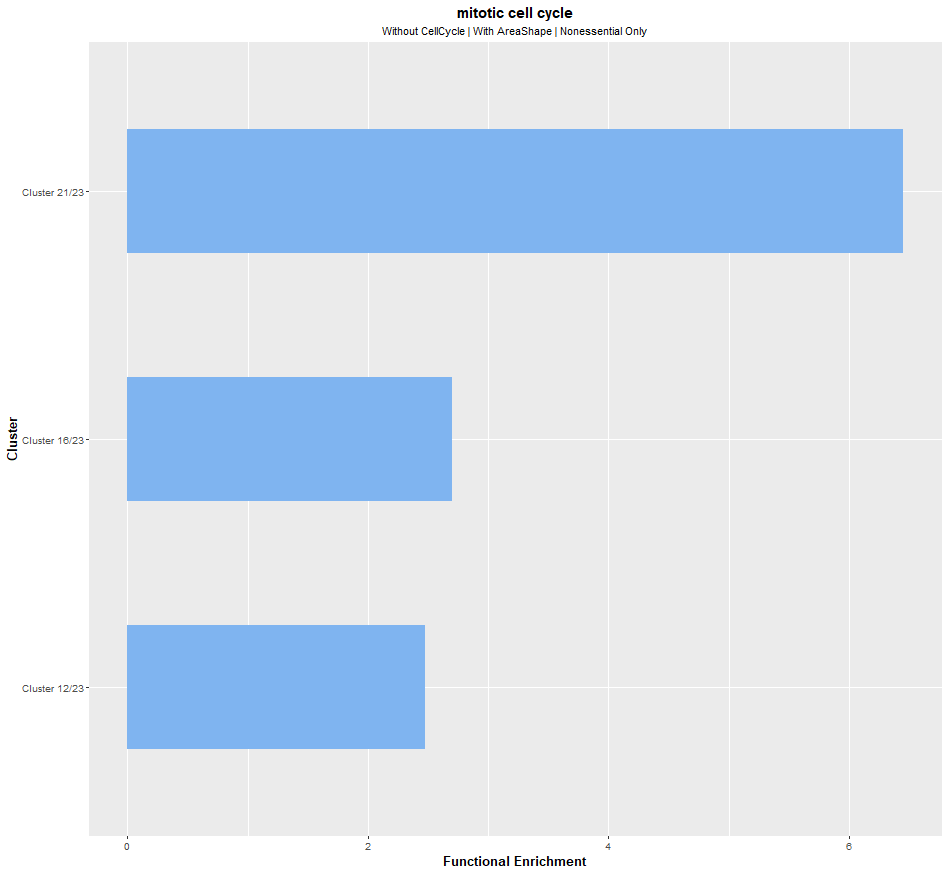 mitotic cell cycle
Without CellCycle | With AreaShape | Nonessential Only
Cluster
Cluster 21/23
Cluster 16/23
Cluster 12/23
0 2 4 6
Functional Enrichment